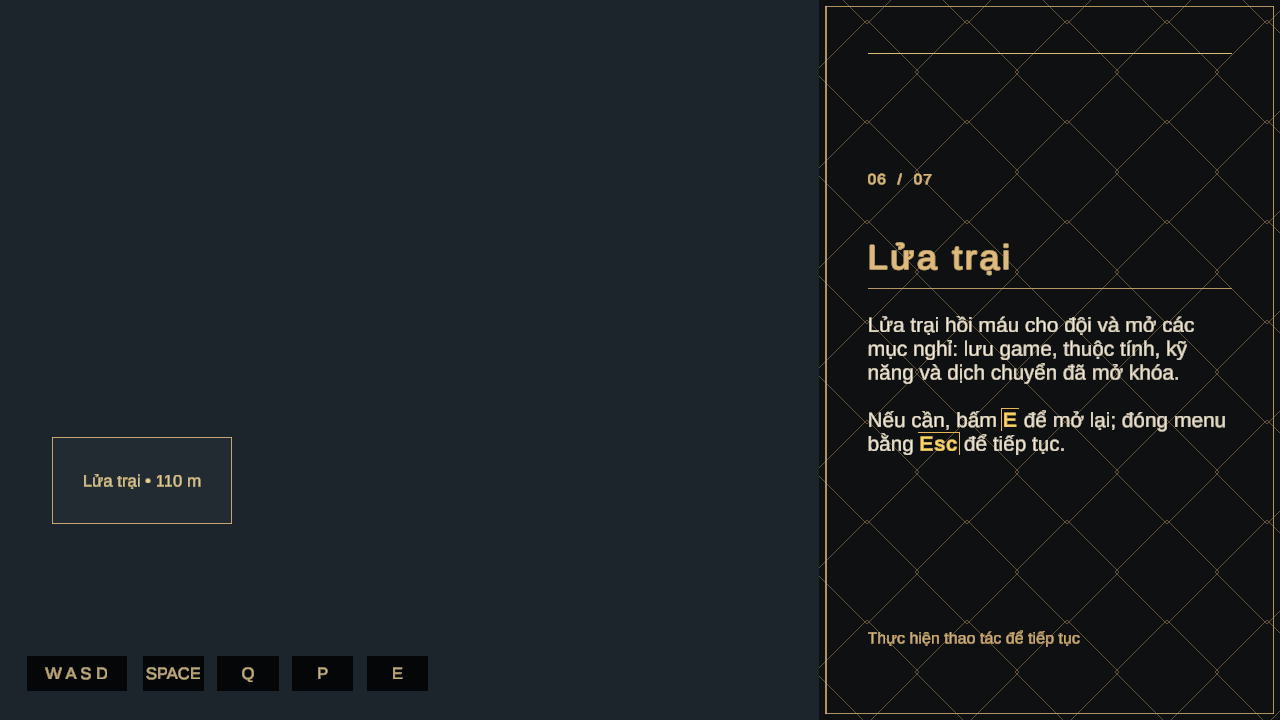 06 / 07
Lửa trại
Lửa trại hồi máu cho đội và mở các
mục nghỉ: lưu game, thuộc tính, kỹ
năng và dịch chuyển đã mở khóa.
Nếu cần, bấm E để mở lại; đóng menu
bằng Esc để tiếp tục.
Lửa trại • 110 m
Thực hiện thao tác để tiếp tục
W A S D SPACE Q P E